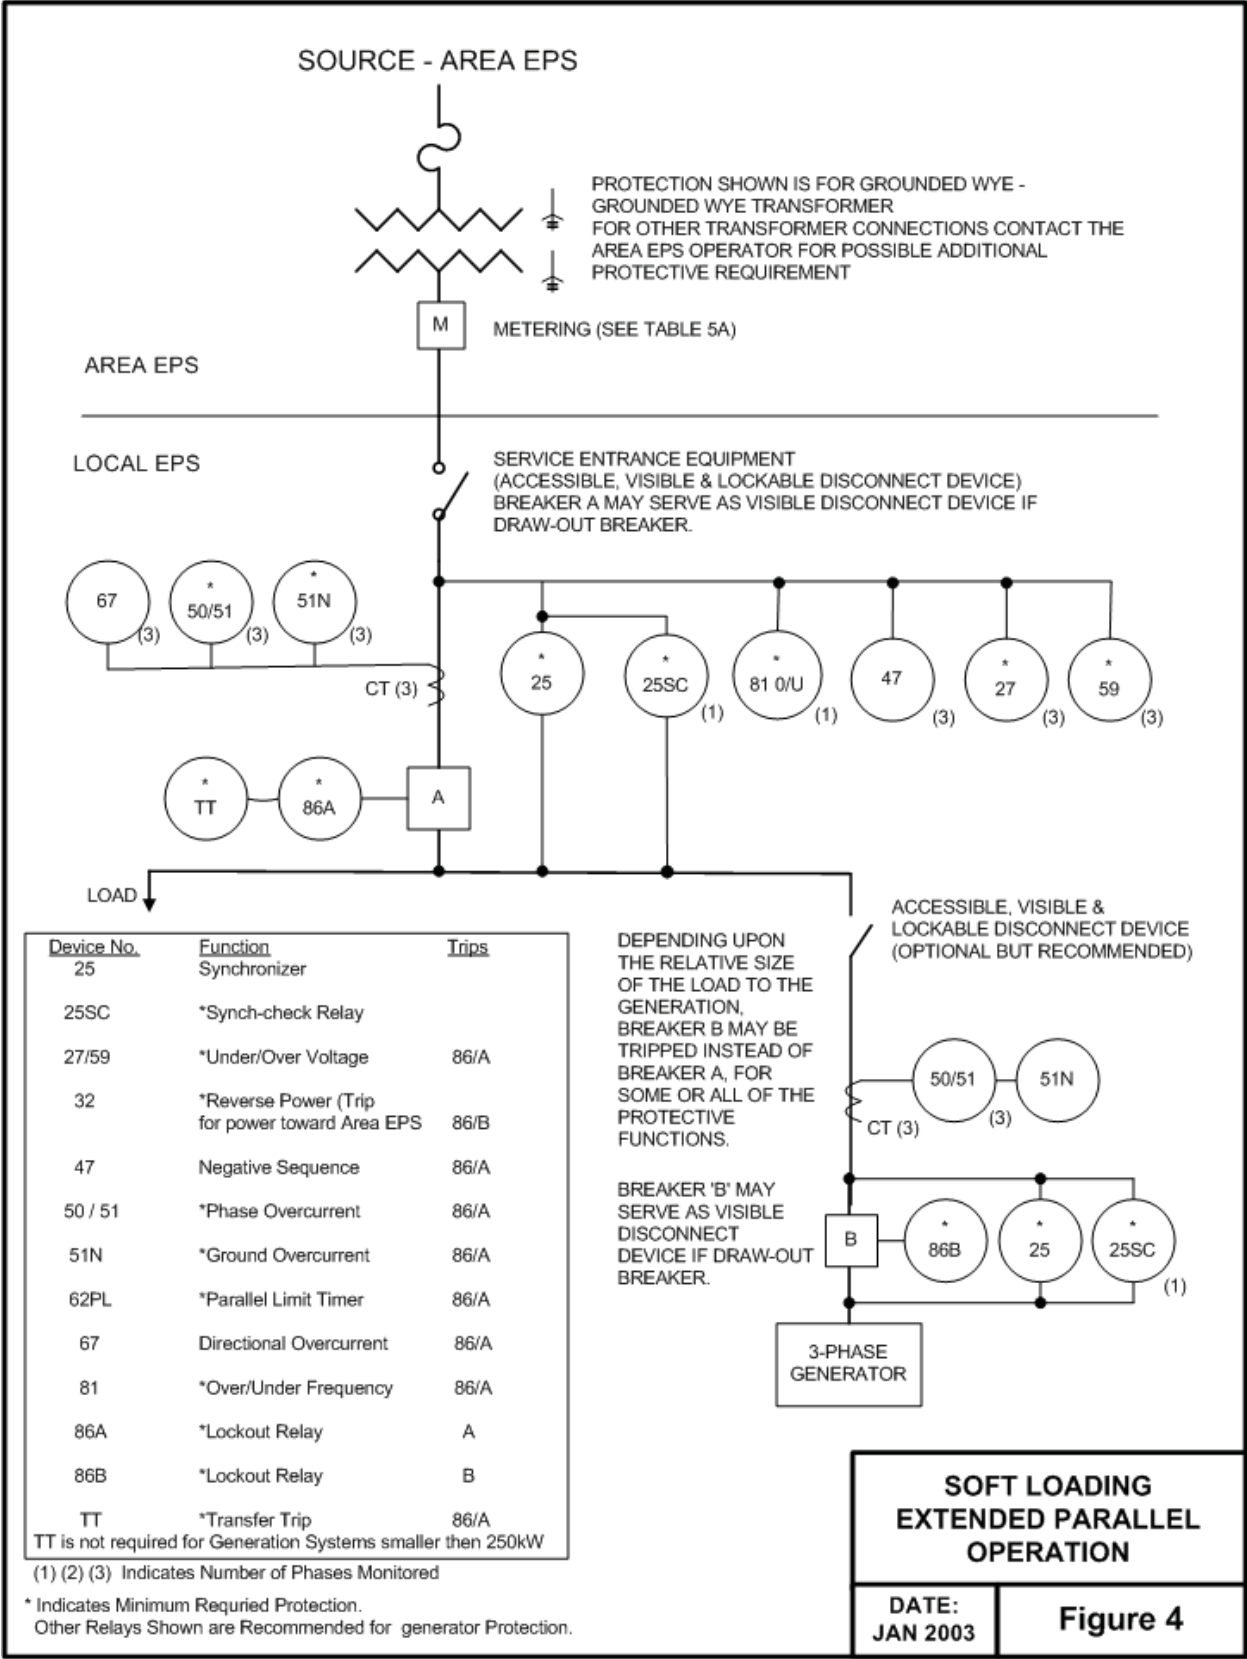 SOURCE - AREA EPS
PROTECTION SHOWN IS FOR GROUNDED WYE -
GROUNDED WYE TRANSFORMER
FOR OTHER TRANSFORMER CONNECTIONS CONTACT THE
AREA EPS OPERATOR FOR POSSIBLE ADDITIONAL
PROTECTIVE REQUIREMENT
M
METERING (SEE TABLE 5A)
AREA EPS
LOCAL EPS
SERVICE ENTRANCE EQUIPMENT
(ACCESSIBLE, VISIBLE & LOCKABLE DISCONNECT DEVICE)
BREAKER A MAY SERVE AS VISIBLE DISCONNECT DEVICE IF
DRAW-OUT BREAKER.
67
(3)
*
50/51
(3)
*
51N
(3)
CT (3)
*
25
*
25SC
(1)
*
81 0/U
(1)
47
(3)
*
27
(3)
*
59
(3)
*
TT
*
86A
A
LOAD
ACCESSIBLE, VISIBLE &
LOCKABLE DISCONNECT DEVICE
(OPTIONAL BUT RECOMMENDED)
DEPENDING UPON
THE RELATIVE SIZE
OF THE LOAD TO THE
GENERATION,
BREAKER B MAY BE
TRIPPED INSTEAD OF
BREAKER A, FOR
SOME OR ALL OF THE
PROTECTIVE
FUNCTIONS.
50/51
(3)
51N
CT (3)
BREAKER 'B' MAY
SERVE AS VISIBLE
DISCONNECT
DEVICE IF DRAW-OUT
BREAKER.
B
*
86B
*
25
*
25SC
(1)
3-PHASE
GENERATOR
Device No. Function Trips
25 Synchronizer
25SC *Synch-check Relay
27/59 *Under/Over Voltage 86/A
32 *Reverse Power (Trip
for power toward Area EPS 86/B
47 Negative Sequence 86/A
50 / 51 *Phase Overcurrent 86/A
51N *Ground Overcurrent 86/A
62PL *Parallel Limit Timer 86/A
67 Directional Overcurrent 86/A
81 *Over/Under Frequency 86/A
86A *Lockout Relay A
86B *Lockout Relay B
TT *Transfer Trip 86/A
TT is not required for Generation Systems smaller then 250kW
(1) (2) (3) Indicates Number of Phases Monitored
* Indicates Minimum Requried Protection.
Other Relays Shown are Recommended for generator Protection.
SOFT LOADING
EXTENDED PARALLEL
OPERATION
DATE:
JAN 2003
Figure 4